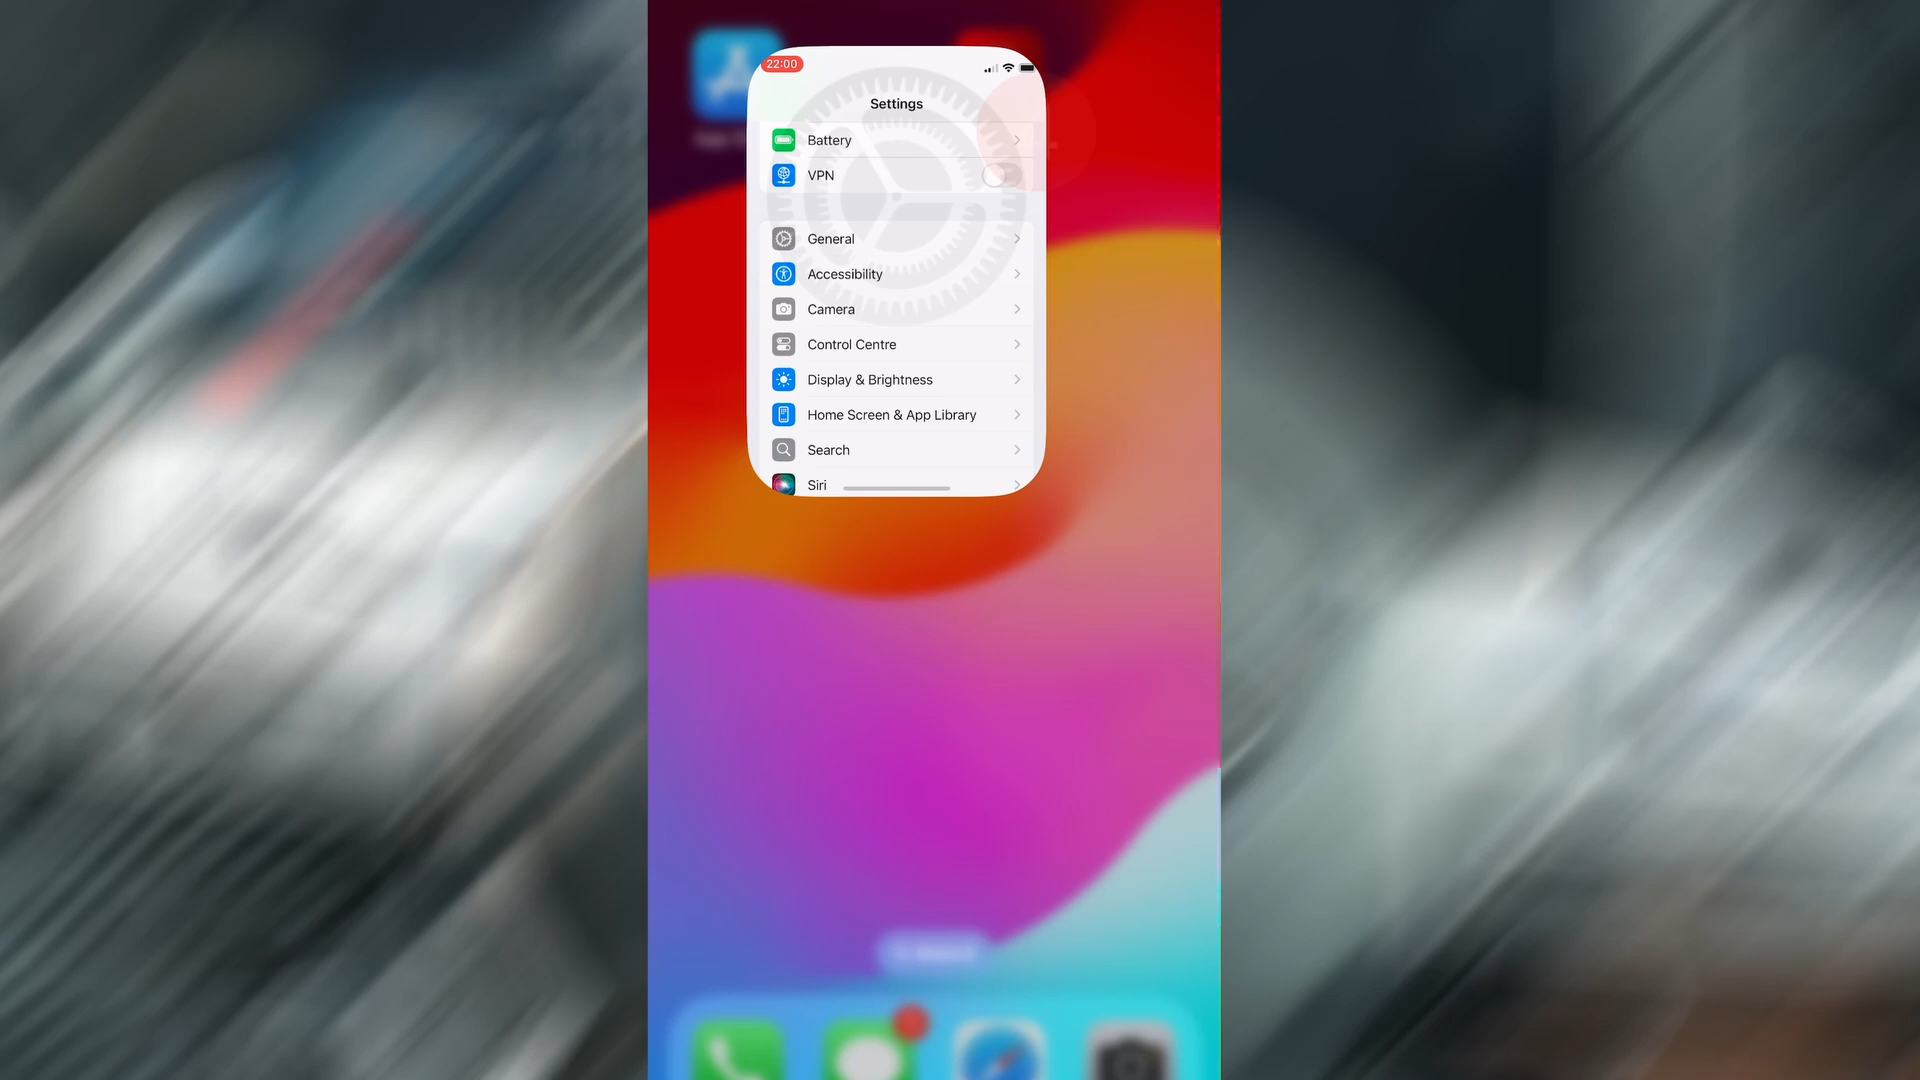 22:00
Settings
Battery
VPN
General
Accessibility
Camera
Control Centre
Display & Brightness
Home Screen & App Library
Search
Siri